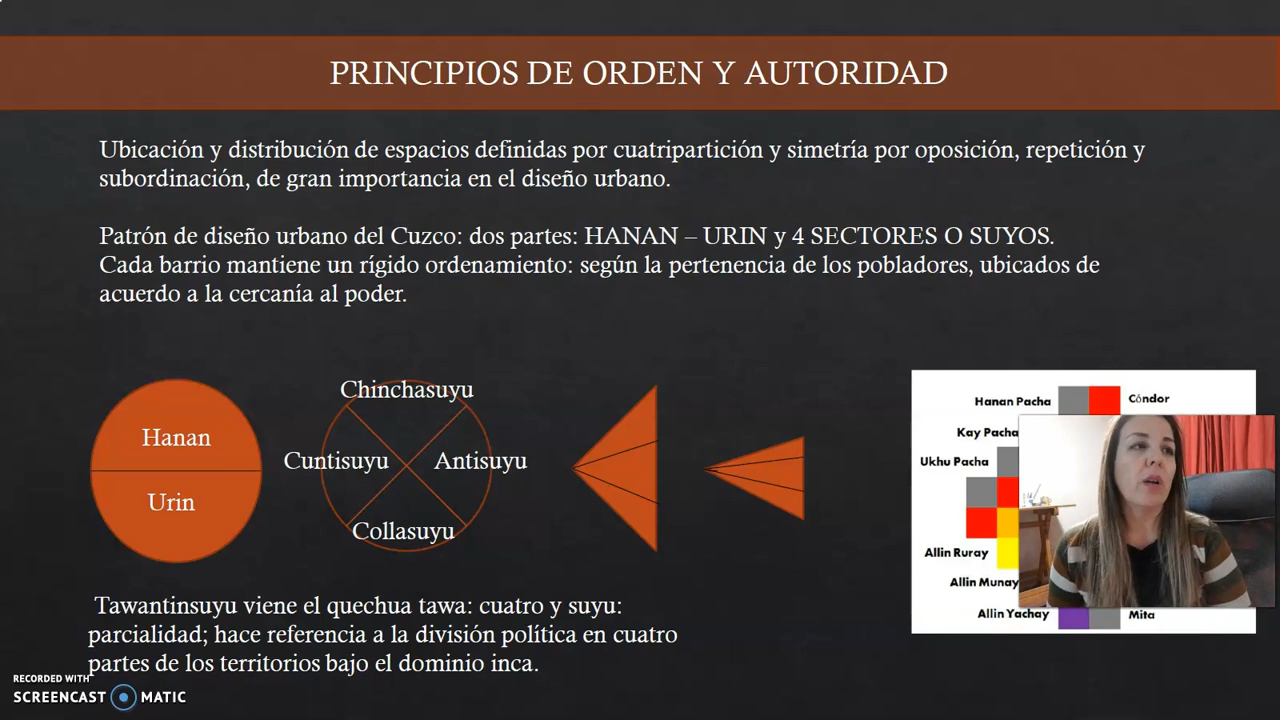 PRINCIPIOS DE ORDEN Y AUTORIDAD
Ubicación y distribución de espacios definidas por cuatripartición y simetría por oposición, repetición y
subordinación, de gran importancia en el diseño urbano.
Patrón de diseño urbano del Cuzco: dos partes: HANAN – URIN y 4 SECTORES O SUYOS.
Cada barrio mantiene un rígido ordenamiento: según la pertenencia de los pobladores, ubicados de
acuerdo a la cercanía al poder.
Hanan
Urin
Chinchasuyu
Cuntisuyu
Antisuyu
Collasuyu
Hanan Pacha
Cóndor
Kay Pacha
Ukhu Pacha
Allin Ruray
Allin Munay
Allin Yachay
Mita
Tawantinsuyu viene el quechua tawa: cuatro y suyu:
parcialidad; hace referencia a la división política en cuatro
partes de los territorios bajo el dominio inca.
RECORDED WITH
SCREENCAST MATIC